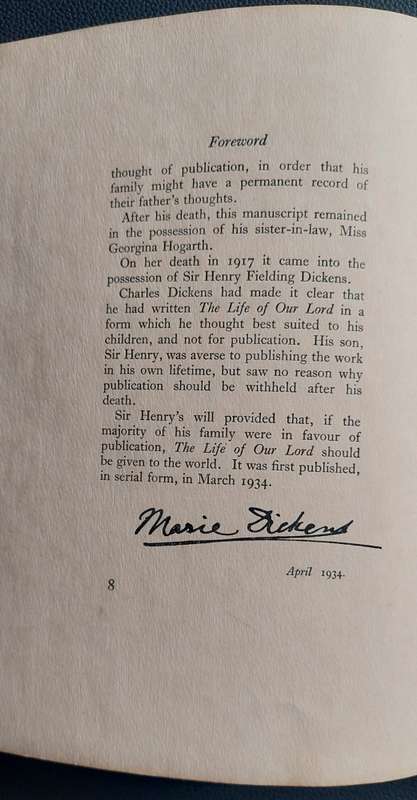 Foreword
thought of publication, in order that his
family might have a permanent record of
their father's thoughts.
After his death, this manuscript remained
in the possession of his sister-in-law, Miss
Georgina Hogarth.
On her death in 1917 it came into the
possession of Sir Henry Fielding Dickens.
Charles Dickens had made it clear that
he had written The Life of Our Lord in a
form which he thought best suited to his
children, and not for publication. His son,
Sir Henry, was averse to publishing the work
in his own lifetime, but saw no reason why
publication should be withheld after his
death.
Sir Henry's will provided that, if the
majority of his family were in favour of
publication, The Life of Our Lord should
be given to the world. It was first published,
in serial form, in March 1934.
Marie Dickens
April 1934.
8